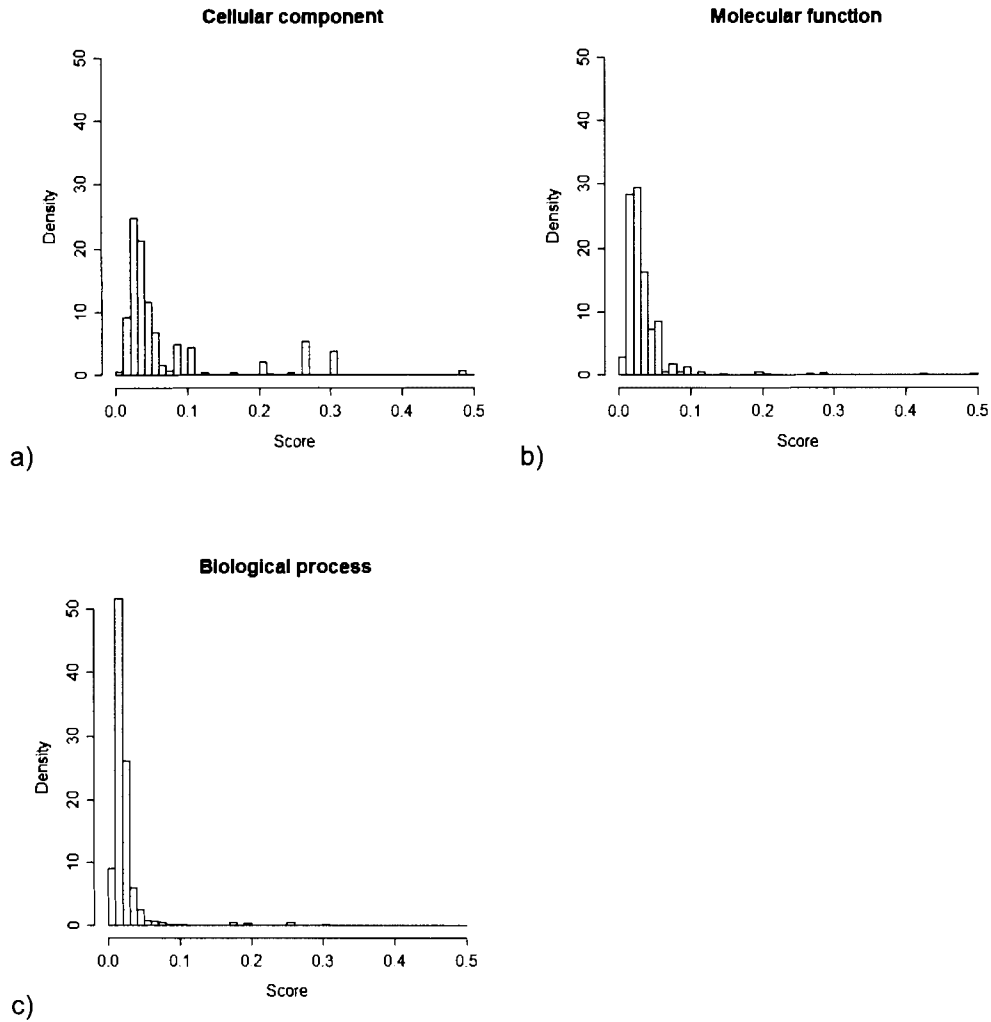 Cellular component
Density
0 10 20 30 40 50
0.0 0.1 0.2 0.3 0.4 0.5
Score
a)
Molecular function
Density
0 10 20 30 40 50
0.0 0.1 0.2 0.3 0.4 0.5
Score
b)
Biological process
Density
0 10 20 30 40 50
0.0 0.1 0.2 0.3 0.4 0.5
Score
c)